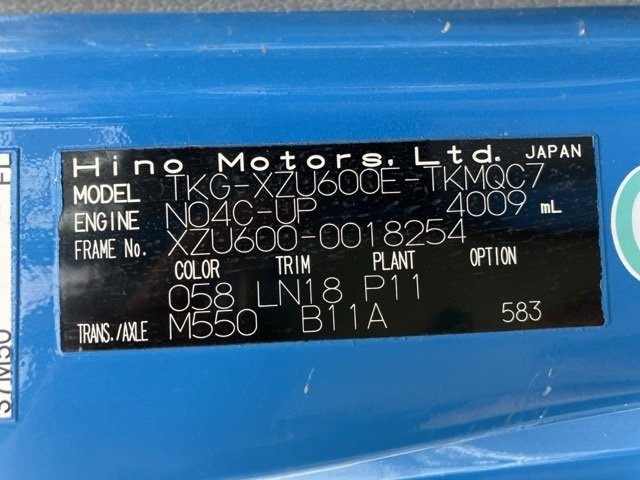 Hino Motors, Ltd. JAPAN
MODEL TKG-XZU600E-TKMQC7
ENGINE N04C-UP 4009 mL
FRAME No. XZU600-0018254
COLOR TRIM PLANT OPTION
058 LN18 P11
TRANS./AXLE M550 B11A 583